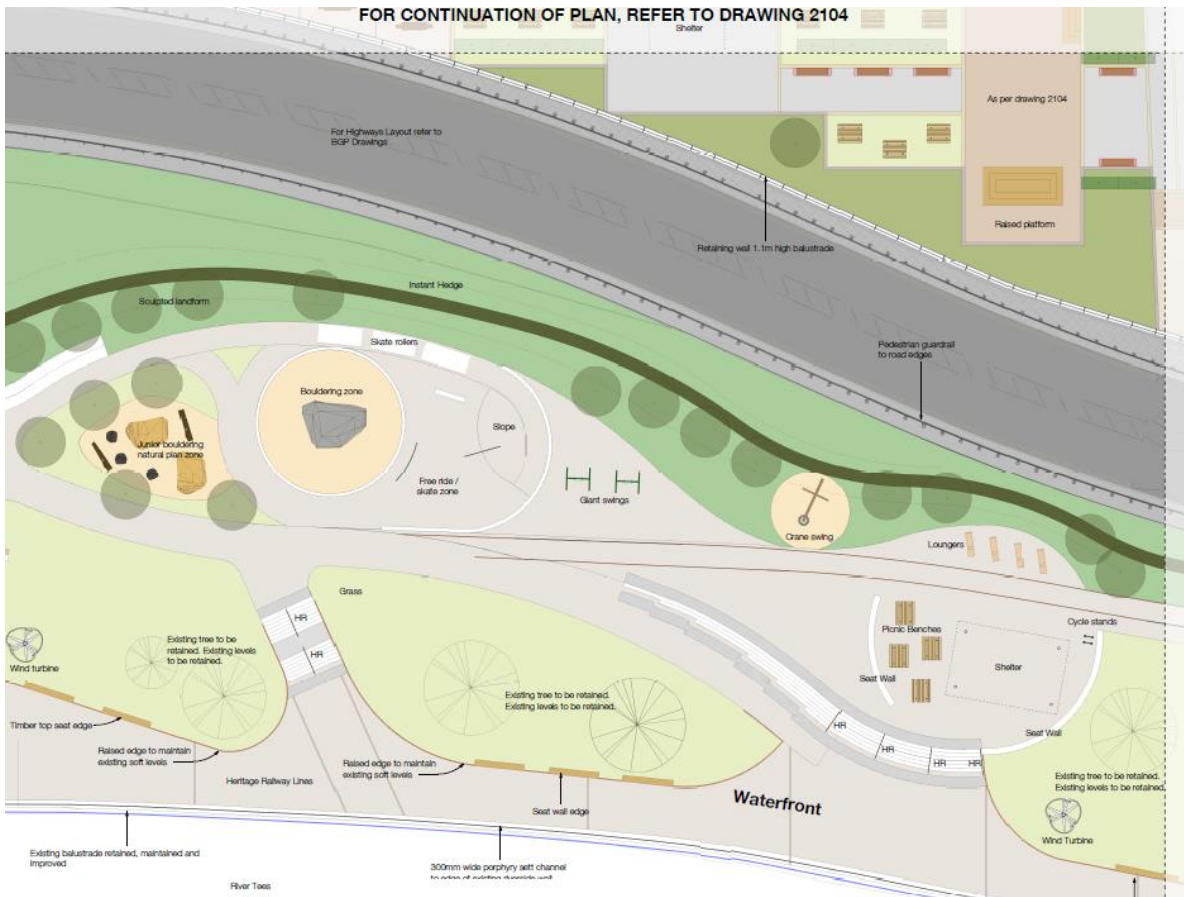 FOR CONTINUATION OF PLAN, REFER TO DRAWING 2104
Shelter
As per drawing 2104
For Highways Layout refer to
BGP Drawings
Raised platform
Retaining wall 1.1m high balustrade
Instant Hedge
Sculpted landform
Skate rollers
Pedestrian guardrail
to road edges
Bouldering zone
Slope
Junior bouldering
natural plan zone
Free ride /
skate zone
Giant swings
Crane swing
Loungers
Grass
HR
HR
Picnic Benches
Cycle stands
Existing tree to be
retained. Existing levels
to be retained.
Wind turbine
Shelter
Seat Wall
Existing tree to be retained.
Existing levels to be retained.
Timber top seat edge
HR
HR
HR
HR
Seat Wall
Raised edge to maintain
existing soft levels
Raised edge to maintain
existing soft levels
Heritage Railway Lines
Existing tree to be retained.
Existing levels to be retained.
Waterfront
Seat wall edge
Wind Turbine
Existing balustrade retained, maintained and
improved
300mm wide porphyry sett channel
to edge of existing riverside wall
River Tees